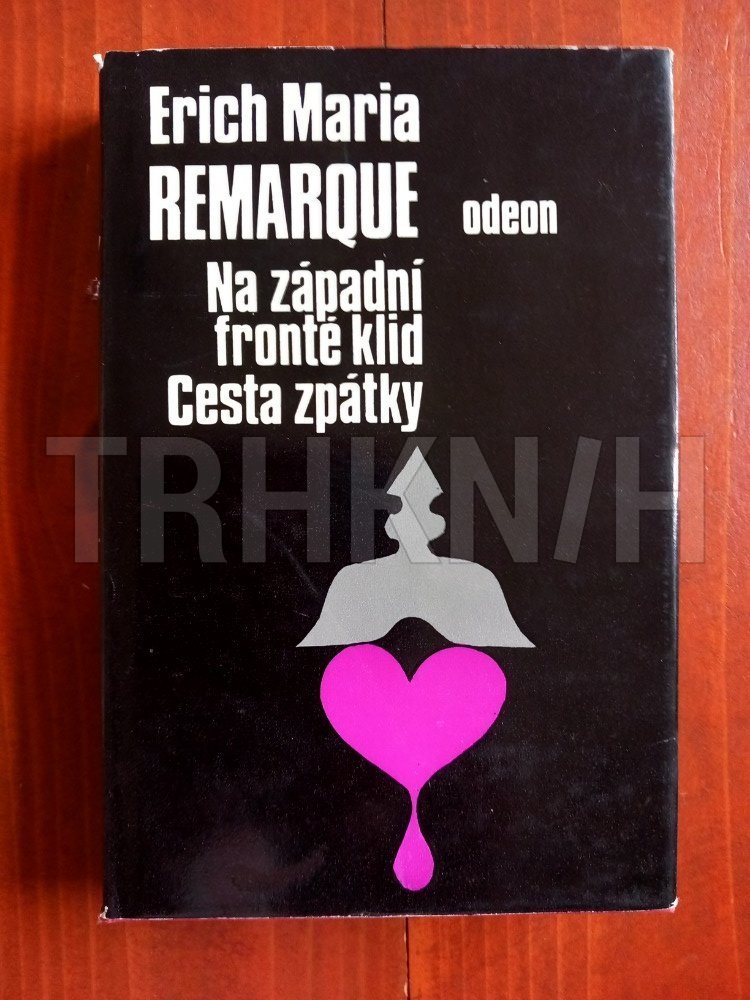 Erich Maria
REMARQUE
odeon
Na západní
frontě klid
Cesta zpátky
TRHKNIH